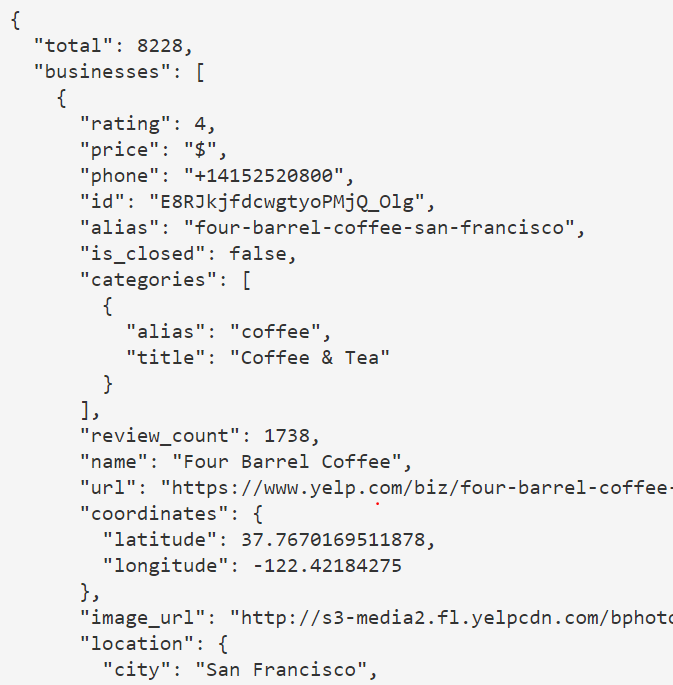 {
  "total": 8228,
  "businesses": [
    {
      "rating": 4,
      "price": "$",
      "phone": "+14152520800",
      "id": "E8RJkjfdcwgtyoPMjQ_Olg",
      "alias": "four-barrel-coffee-san-francisco",
      "is_closed": false,
      "categories": [
        {
          "alias": "coffee",
          "title": "Coffee & Tea"
        }
      ],
      "review_count": 1738,
      "name": "Four Barrel Coffee",
      "url": "https://www.yelp.com/biz/four-barrel-coffee-
      "coordinates": {
        "latitude": 37.7670169511878,
        "longitude": -122.42184275
      },
      "image_url": "http://s3-media2.fl.yelpcdn.com/bphoto
      "location": {
        "city": "San Francisco",